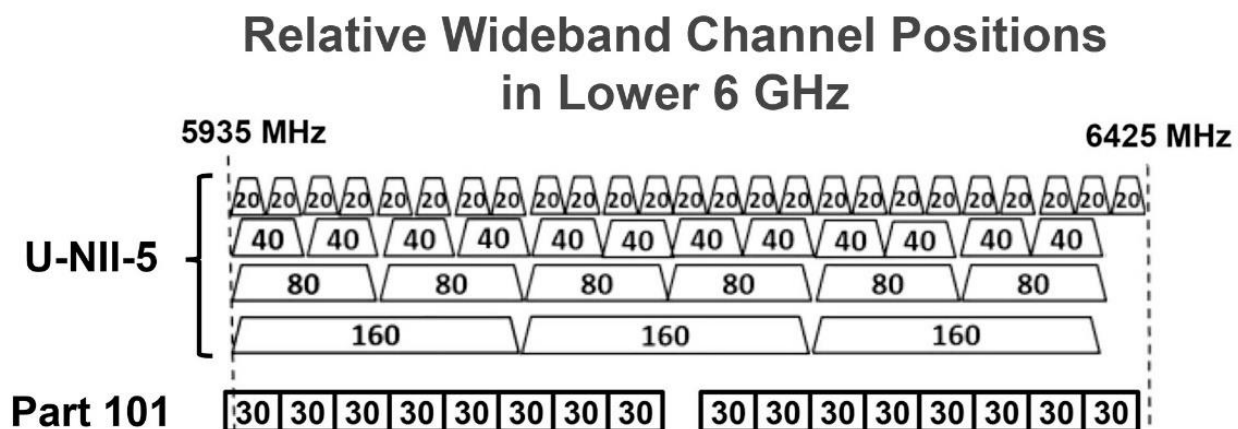 Relative Wideband Channel Positions
in Lower 6 GHz
5935 MHz 6425 MHz
20 20 20 20 20 20 20 20 20 20 20 20 20 20 20 20 20 20 20 20 20 20 20 20 20
U-NII-5 40 40 40 40 40 40 40 40 40 40 40 40
80 80 80 80 80 80
160 160 160
Part 101 30 30 30 30 30 30 30 30 30 30 30 30 30 30 30 30